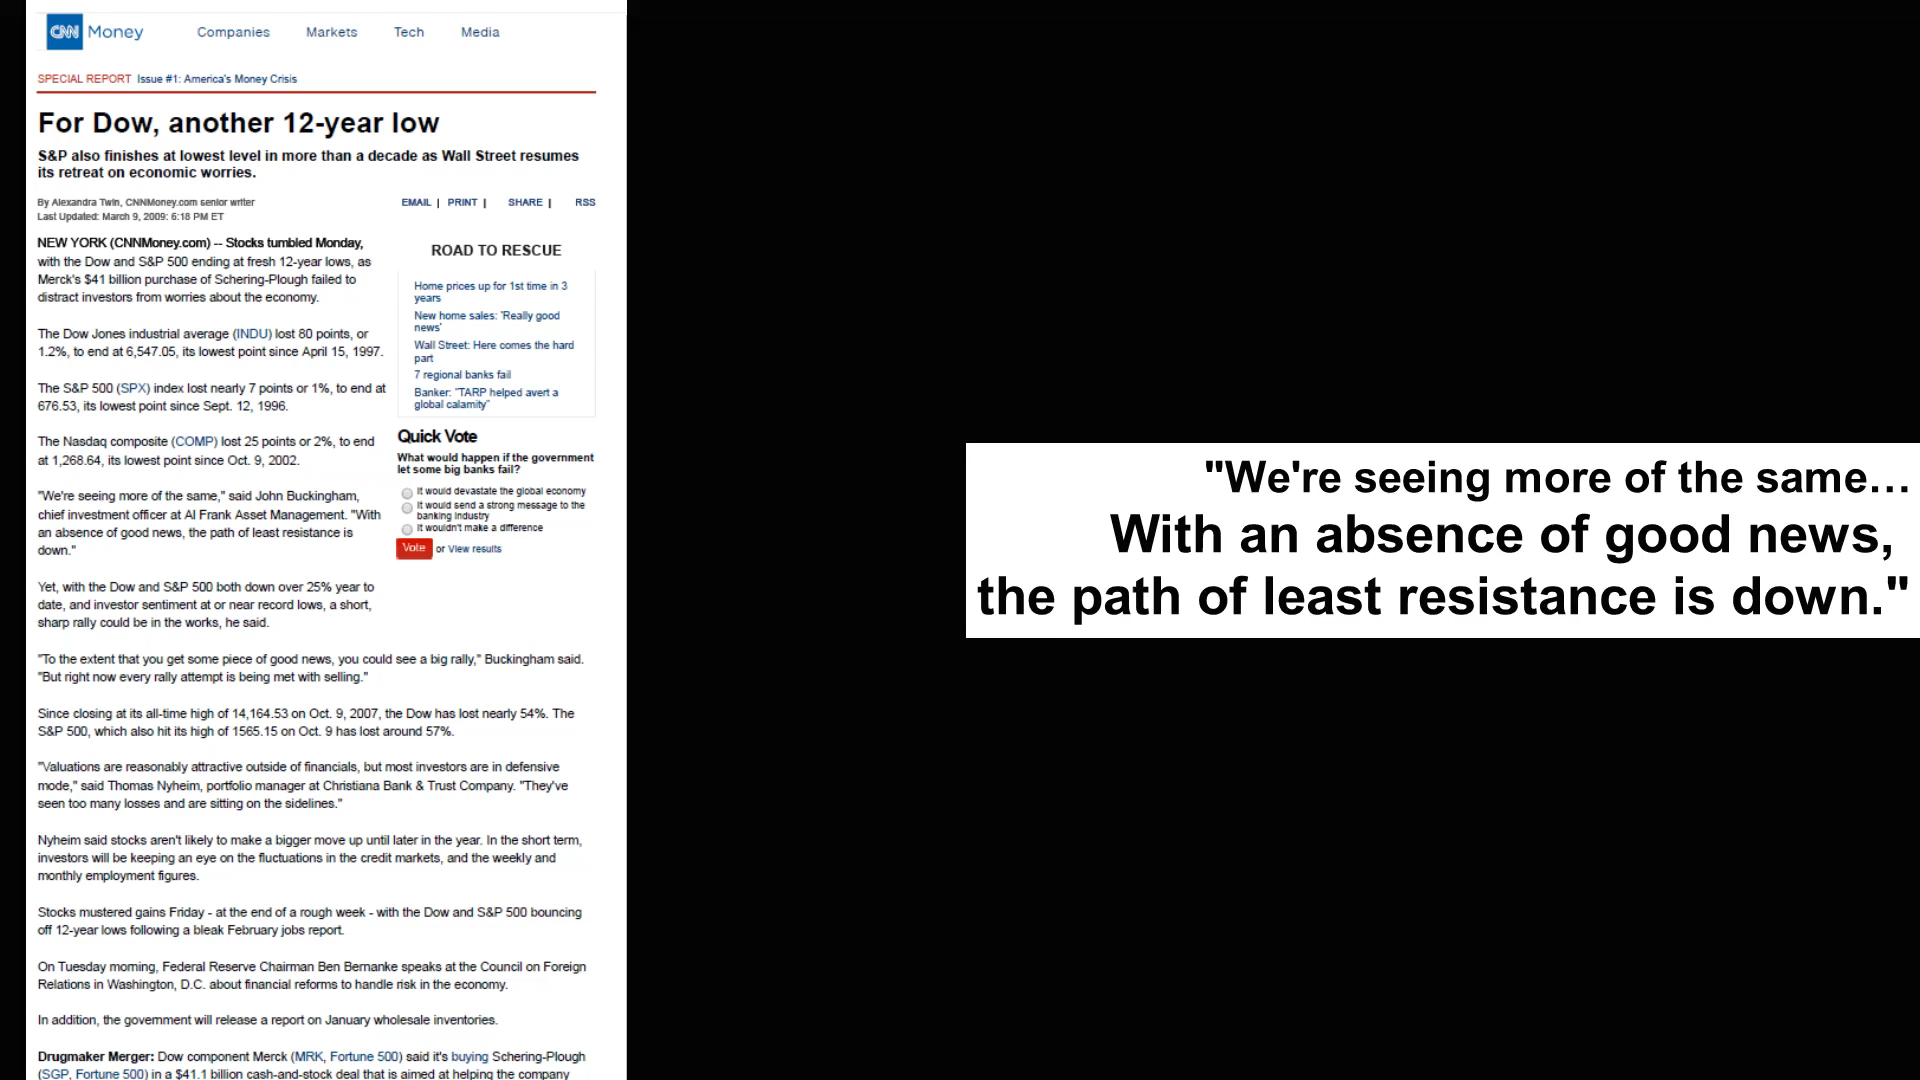 CNN Money Companies Markets Tech Media
SPECIAL REPORT Issue #1: America's Money Crisis
For Dow, another 12-year low
S&P also finishes at lowest level in more than a decade as Wall Street resumes
its retreat on economic worries.
By Alexandra Twin, CNNMoney.com senior writer
Last Updated: March 9, 2009: 6:18 PM ET
EMAIL | PRINT | SHARE | RSS
NEW YORK (CNNMoney.com) -- Stocks tumbled Monday,
with the Dow and S&P 500 ending at fresh 12-year lows, as
Merck's $41 billion purchase of Schering-Plough failed to
distract investors from worries about the economy.
The Dow Jones industrial average (INDU) lost 80 points, or
1.2%, to end at 6,547.05, its lowest point since April 15, 1997.
The S&P 500 (SPX) index lost nearly 7 points or 1%, to end at
676.53, its lowest point since Sept. 12, 1996.
The Nasdaq composite (COMP) lost 25 points or 2%, to end
at 1,268.64, its lowest point since Oct. 9, 2002.
"We're seeing more of the same," said John Buckingham,
chief investment officer at Al Frank Asset Management. "With
an absence of good news, the path of least resistance is
down."
Yet, with the Dow and S&P 500 both down over 25% year to
date, and investor sentiment at or near record lows, a short,
sharp rally could be in the works, he said.
ROAD TO RESCUE
Home prices up for 1st time in 3
years
New home sales: 'Really good
news'
Wall Street: Here comes the hard
part
7 regional banks fail
Banker: "TARP helped avert a
global calamity"
Quick Vote
What would happen if the government
let some big banks fail?
It would devastate the global economy
It would send a strong message to the
banking industry
It wouldn't make a difference
Vote or View results
"To the extent that you get some piece of good news, you could see a big rally," Buckingham said.
"But right now every rally attempt is being met with selling."
Since closing at its all-time high of 14,164.53 on Oct. 9, 2007, the Dow has lost nearly 54%. The
S&P 500, which also hit its high of 1565.15 on Oct. 9 has lost around 57%.
"Valuations are reasonably attractive outside of financials, but most investors are in defensive
mode," said Thomas Nyheim, portfolio manager at Christiana Bank & Trust Company. "They've
seen too many losses and are sitting on the sidelines."
Nyheim said stocks aren't likely to make a bigger move up until later in the year. In the short term,
investors will be keeping an eye on the fluctuations in the credit markets, and the weekly and
monthly employment figures.
Stocks mustered gains Friday - at the end of a rough week - with the Dow and S&P 500 bouncing
off 12-year lows following a bleak February jobs report.
On Tuesday morning, Federal Reserve Chairman Ben Bernanke speaks at the Council on Foreign
Relations in Washington, D.C. about financial reforms to handle risk in the economy.
In addition, the government will release a report on January wholesale inventories.
Drugmaker Merger: Dow component Merck (MRK, Fortune 500) said it's buying Schering-Plough
(SGP, Fortune 500) in a $41.1 billion cash-and-stock deal that is aimed at helping the company
"We're seeing more of the same…
With an absence of good news,
the path of least resistance is down."